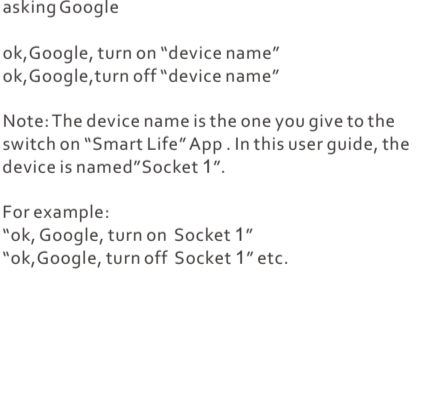 asking Google
ok,Google, turn on “device name”
ok,Google,turn off “device name”
Note: The device name is the one you give to the
switch on “Smart Life” App . In this user guide, the
device is named”Socket 1”.
For example:
“ok, Google, turn on  Socket 1”
“ok,Google, turn off  Socket 1” etc.